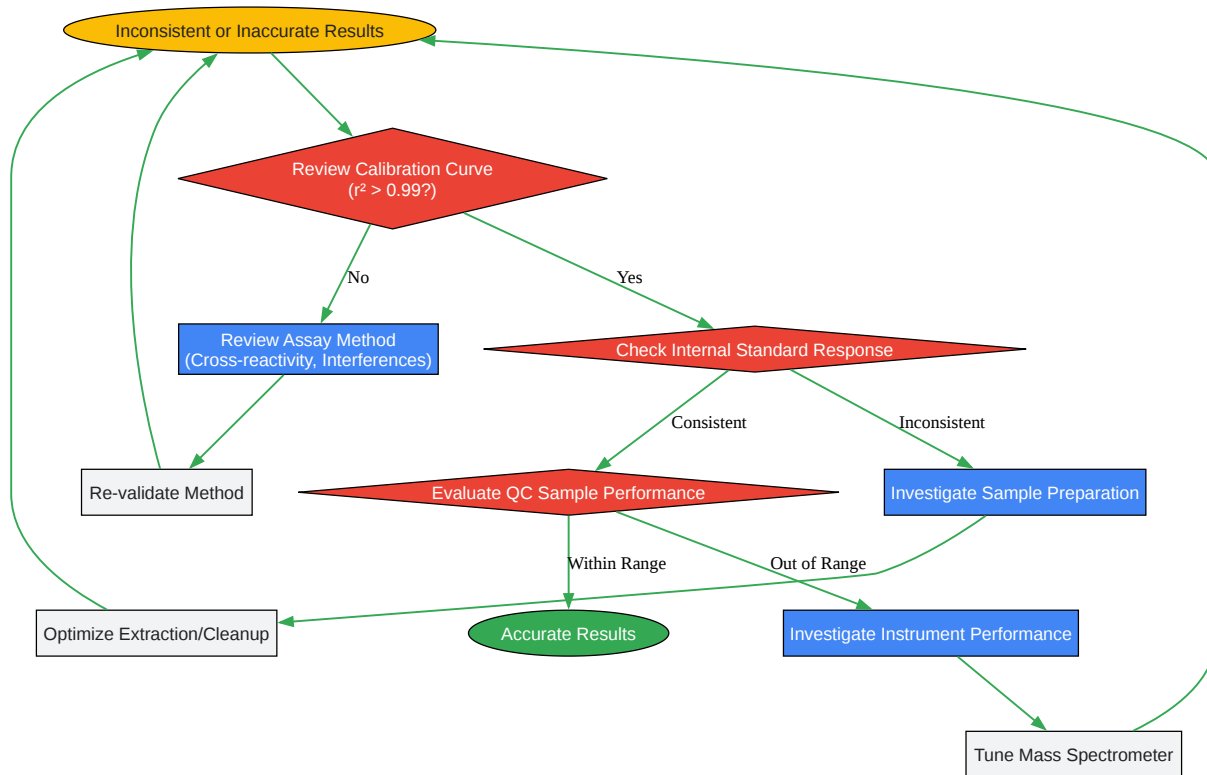 Inconsistent or Inaccurate Results
Review Calibration Curve
(r² > 0.99?)
No
Yes
Review Assay Method
(Cross-reactivity, Interferences)
Check Internal Standard Response
Consistent
Inconsistent
Re-validate Method
Evaluate QC Sample Performance
Investigate Sample Preparation
Within Range
Out of Range
Optimize Extraction/Cleanup
Accurate Results
Investigate Instrument Performance
Tune Mass Spectrometer